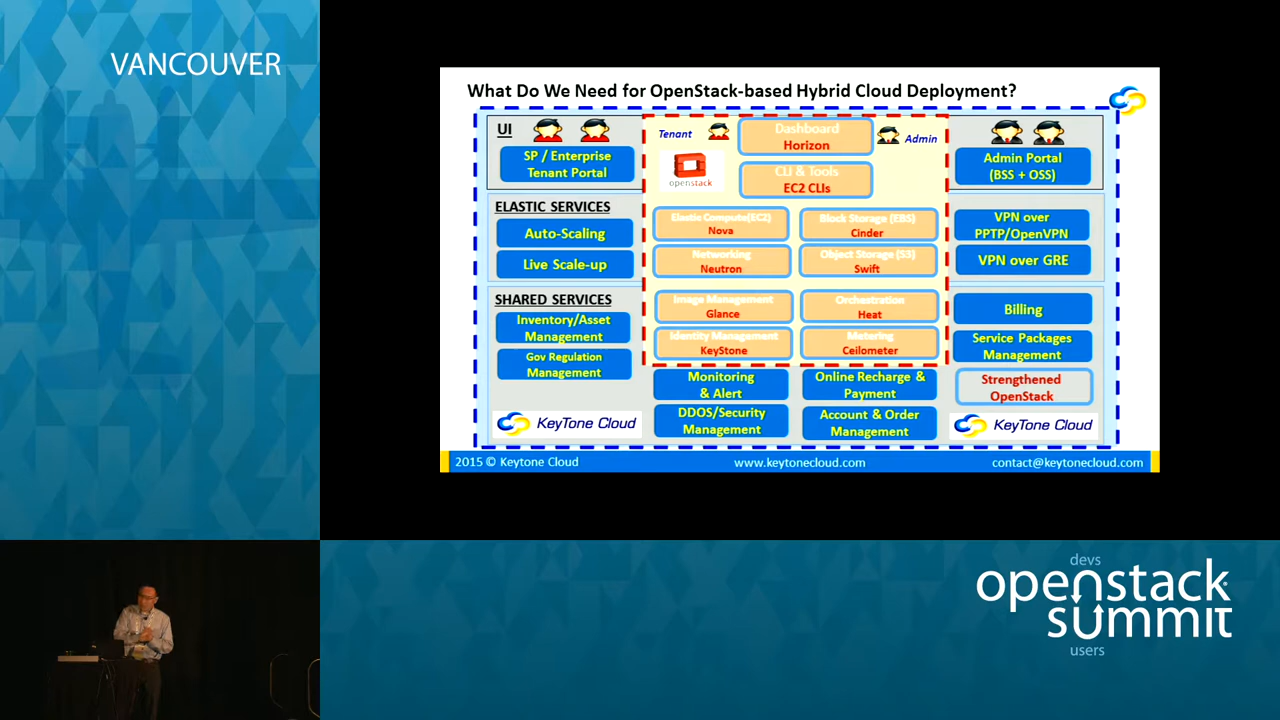 VANCOUVER
What Do We Need for OpenStack-based Hybrid Cloud Deployment?
UI
SP / Enterprise
Tenant Portal
ELASTIC SERVICES
Auto-Scaling
Live Scale-up
SHARED SERVICES
Inventory/Asset
Management
Gov Regulation
Management
KeyTone Cloud
Tenant
Dashboard
Horizon
Admin
openstack
CLI & Tools
EC2 CLIs
Elastic Compute(EC2)
Nova
Block Storage (EBS)
Cinder
Networking
Neutron
Object Storage (S3)
Swift
Image Management
Glance
Orchestration
Heat
Identity Management
KeyStone
Metering
Ceilometer
Monitoring
& Alert
Online Recharge &
Payment
DDOS/Security
Management
Account & Order
Management
Admin Portal
(BSS + OSS)
VPN over
PPTP/OpenVPN
VPN over GRE
Billing
Service Packages
Management
Strengthened
OpenStack
KeyTone Cloud
2015 © Keytone Cloud
www.keytonecloud.com
contact@keytonecloud.com
devs
openstack
summit
users